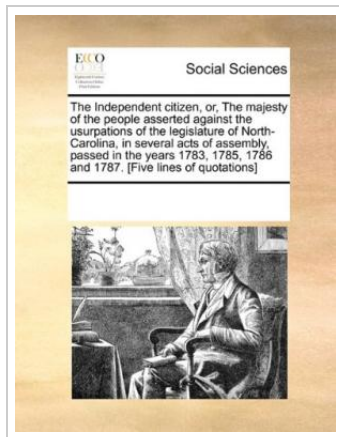 ECCO
Social Sciences
The Independent citizen, or, The majesty
of the people asserted against the
usurpations of the legislature of North-
Carolina, in several acts of assembly,
passed in the years 1783, 1785, 1786
and 1787. [Five lines of quotations]